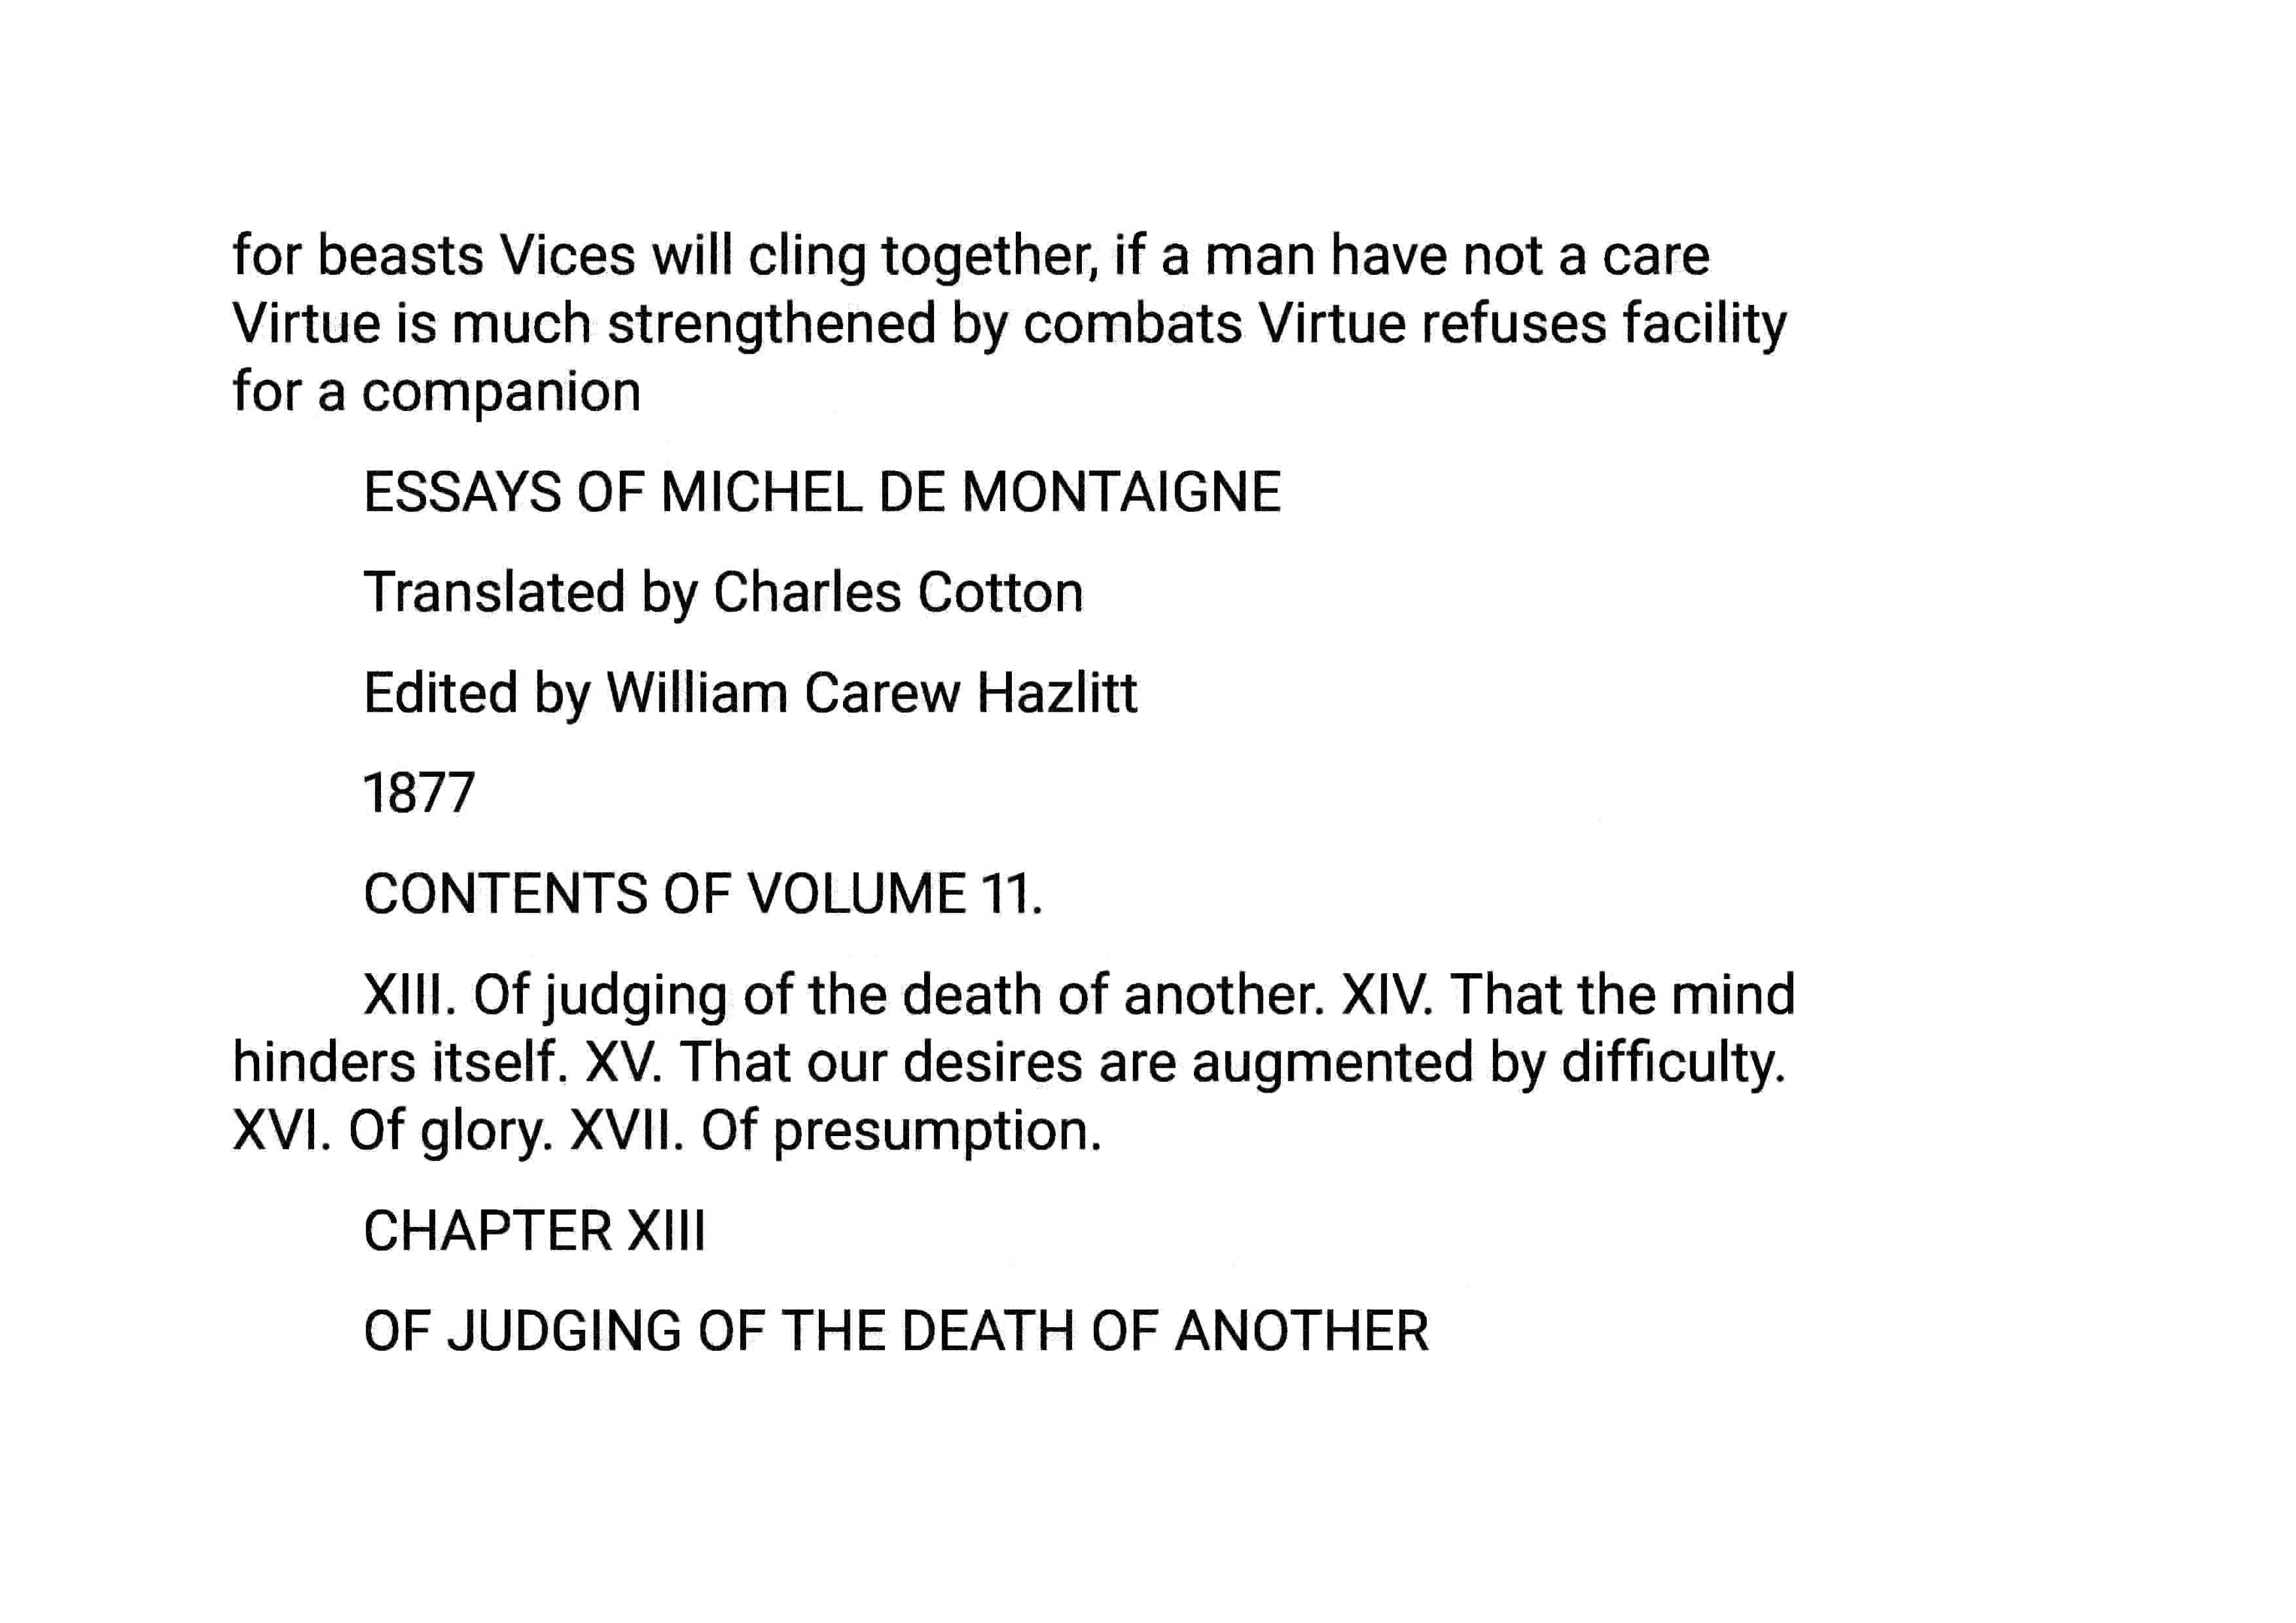 for beasts Vices will cling together, if a man have not a care
Virtue is much strengthened by combats Virtue refuses facility
for a companion
ESSAYS OF MICHEL DE MONTAIGNE
Translated by Charles Cotton
Edited by William Carew Hazlitt
1877
CONTENTS OF VOLUME 11.
XIII. Of judging of the death of another. XIV. That the mind
hinders itself. XV. That our desires are augmented by difficulty.
XVI. Of glory. XVII. Of presumption.
CHAPTER XIII
OF JUDGING OF THE DEATH OF ANOTHER